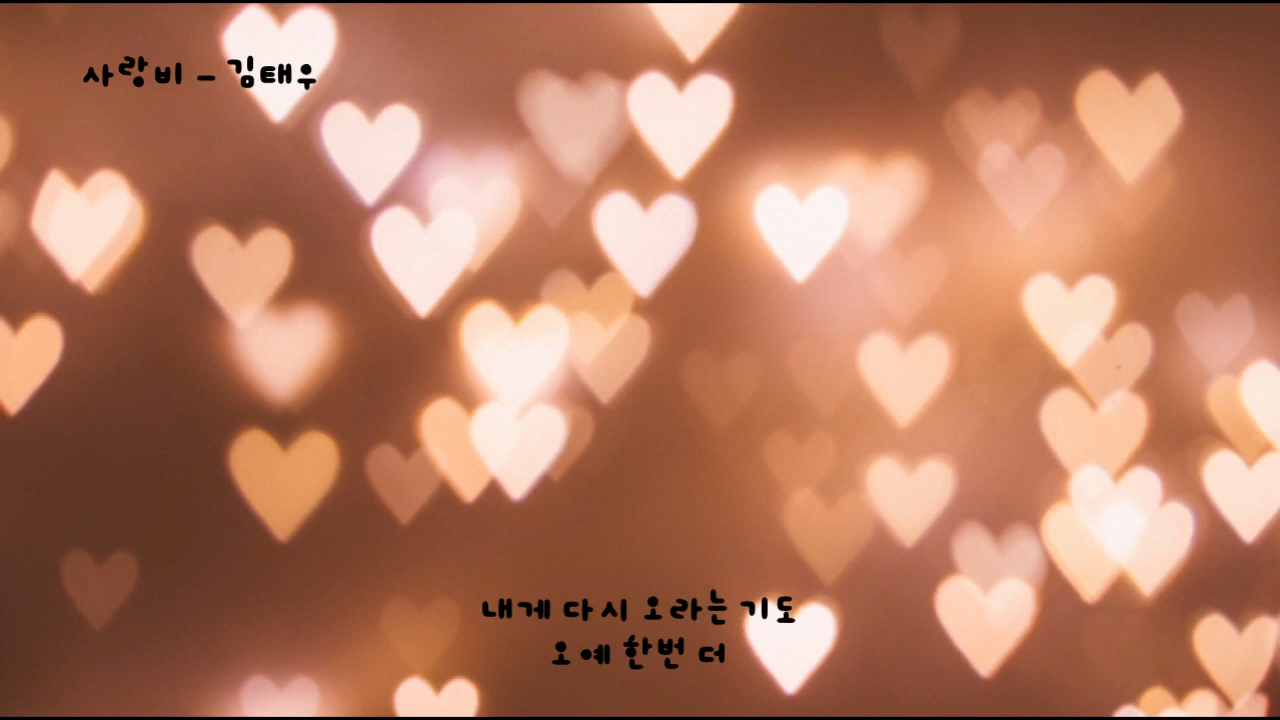 사랑비 - 김태우
내게 다시 오라는 기도
오 예 한번 더